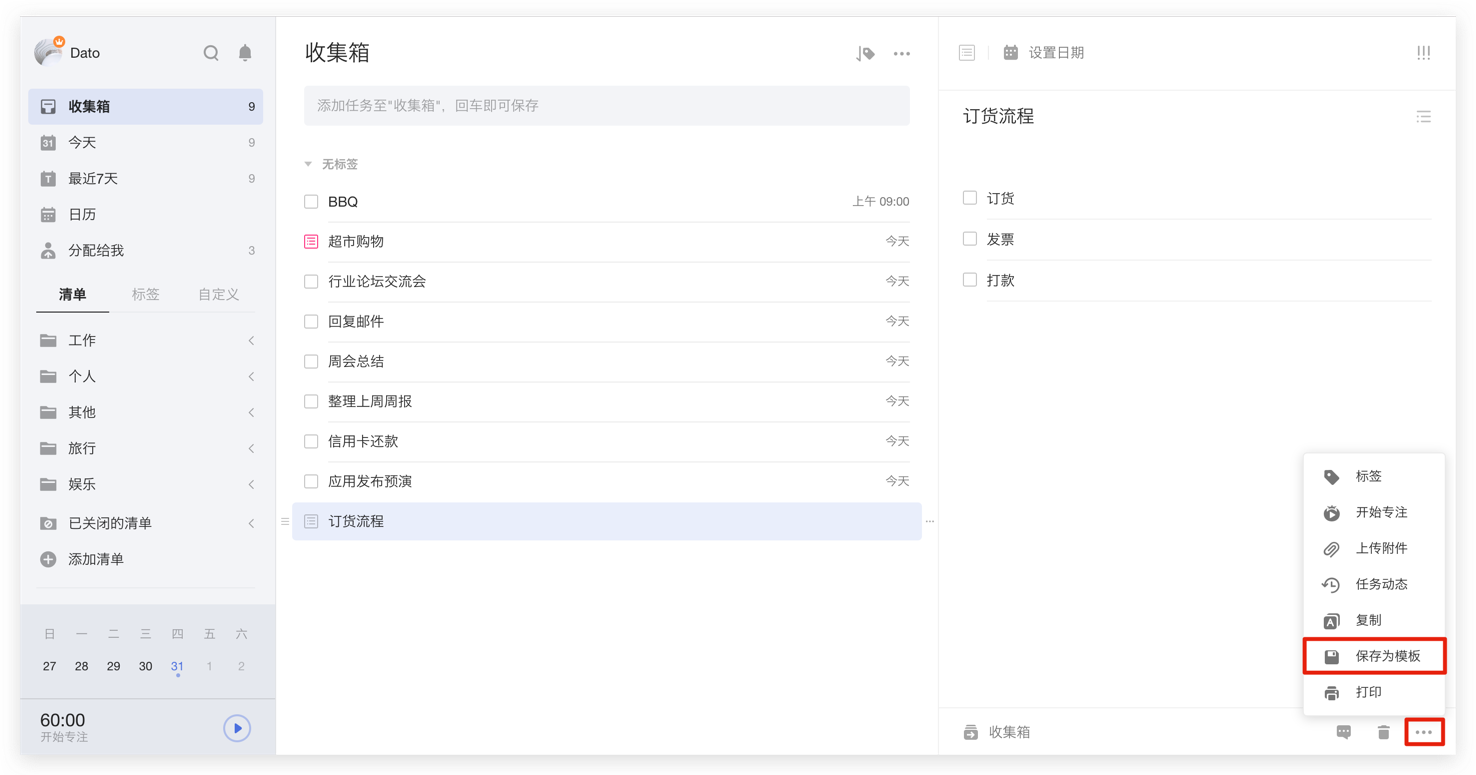 Dato
收集箱 9
31 今天 9
T 最近7天 9
日历
分配给我 3
清单 标签 自定义
工作
个人
其他
旅行
娱乐
已关闭的清单
添加清单
日 一 二 三 四 五 六
27 28 29 30 31 1 2
60:00
开始专注
收集箱
添加任务至"收集箱"，回车即可保存
无标签
BBQ 上午 09:00
超市购物 今天
行业论坛交流会 今天
回复邮件 今天
周会总结 今天
整理上周周报 今天
信用卡还款 今天
应用发布预演 今天
订货流程
设置日期
订货流程
订货
发票
打款
标签
开始专注
上传附件
任务动态
A 复制
保存为模板
打印
收集箱